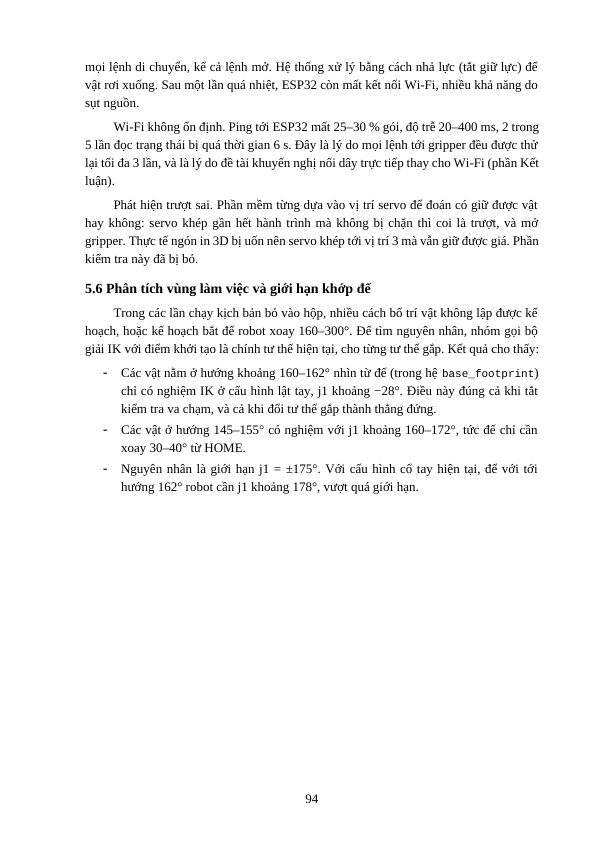 mọi lệnh di chuyển, kể cả lệnh mở. Hệ thống xử lý bằng cách nhả lực (tắt giữ lực) để
vật rơi xuống. Sau một lần quá nhiệt, ESP32 còn mất kết nối Wi-Fi, nhiều khả năng do
sụt nguồn.
Wi-Fi không ổn định. Ping tới ESP32 mất 25–30 % gói, độ trễ 20–400 ms, 2 trong
5 lần đọc trạng thái bị quá thời gian 6 s. Đây là lý do mọi lệnh tới gripper đều được thử
lại tối đa 3 lần, và là lý do đề tài khuyến nghị nối dây trực tiếp thay cho Wi-Fi (phần Kết
luận).
Phát hiện trượt sai. Phần mềm từng dựa vào vị trí servo để đoán có giữ được vật
hay không: servo khép gần hết hành trình mà không bị chặn thì coi là trượt, và mở
gripper. Thực tế ngón in 3D bị uốn nên servo khép tới vị trí 3 mà vẫn giữ được giá. Phần
kiểm tra này đã bị bỏ.
5.6 Phân tích vùng làm việc và giới hạn khớp đế
Trong các lần chạy kịch bản bỏ vào hộp, nhiều cách bố trí vật không lập được kế
hoạch, hoặc kế hoạch bắt đế robot xoay 160–300°. Để tìm nguyên nhân, nhóm gọi bộ
giải IK với điểm khởi tạo là chính tư thế hiện tại, cho từng tư thế gắp. Kết quả cho thấy:
- Các vật nằm ở hướng khoảng 160–162° nhìn từ đế (trong hệ base_footprint)
chỉ có nghiệm IK ở cấu hình lật tay, j1 khoảng −28°. Điều này đúng cả khi tắt
kiểm tra va chạm, và cả khi đổi tư thế gắp thành thẳng đứng.
- Các vật ở hướng 145–155° có nghiệm với j1 khoảng 160–172°, tức đế chỉ cần
xoay 30–40° từ HOME.
- Nguyên nhân là giới hạn j1 = ±175°. Với cấu hình cổ tay hiện tại, để với tới
hướng 162° robot cần j1 khoảng 178°, vượt quá giới hạn.
94